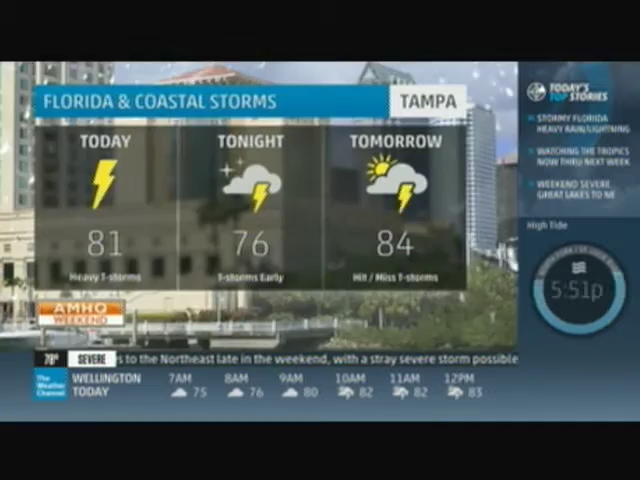 FLORIDA & COASTAL STORMS
TAMPA
TODAY
TONIGHT
TOMORROW
81
76
84
Heavy T-storms
T-storms Early
Hit / Miss T-storms
AMHQ
WEEKEND
TODAY'S
TOP STORIES
STORMY FLORIDA
HEAVY RAIN/LIGHTNING
WATCHING THE TROPICS
NOW THRU NEXT WEEK
WEEKEND SEVERE
GREAT LAKES TO NE
High Tide
5:51p
78° SEVERE s to the Northeast late in the weekend, with a stray severe storm possible
The
Weather
Channel
WELLINGTON
TODAY
7AM 8AM 9AM 10AM 11AM 12PM
75 76 80 82 82 83